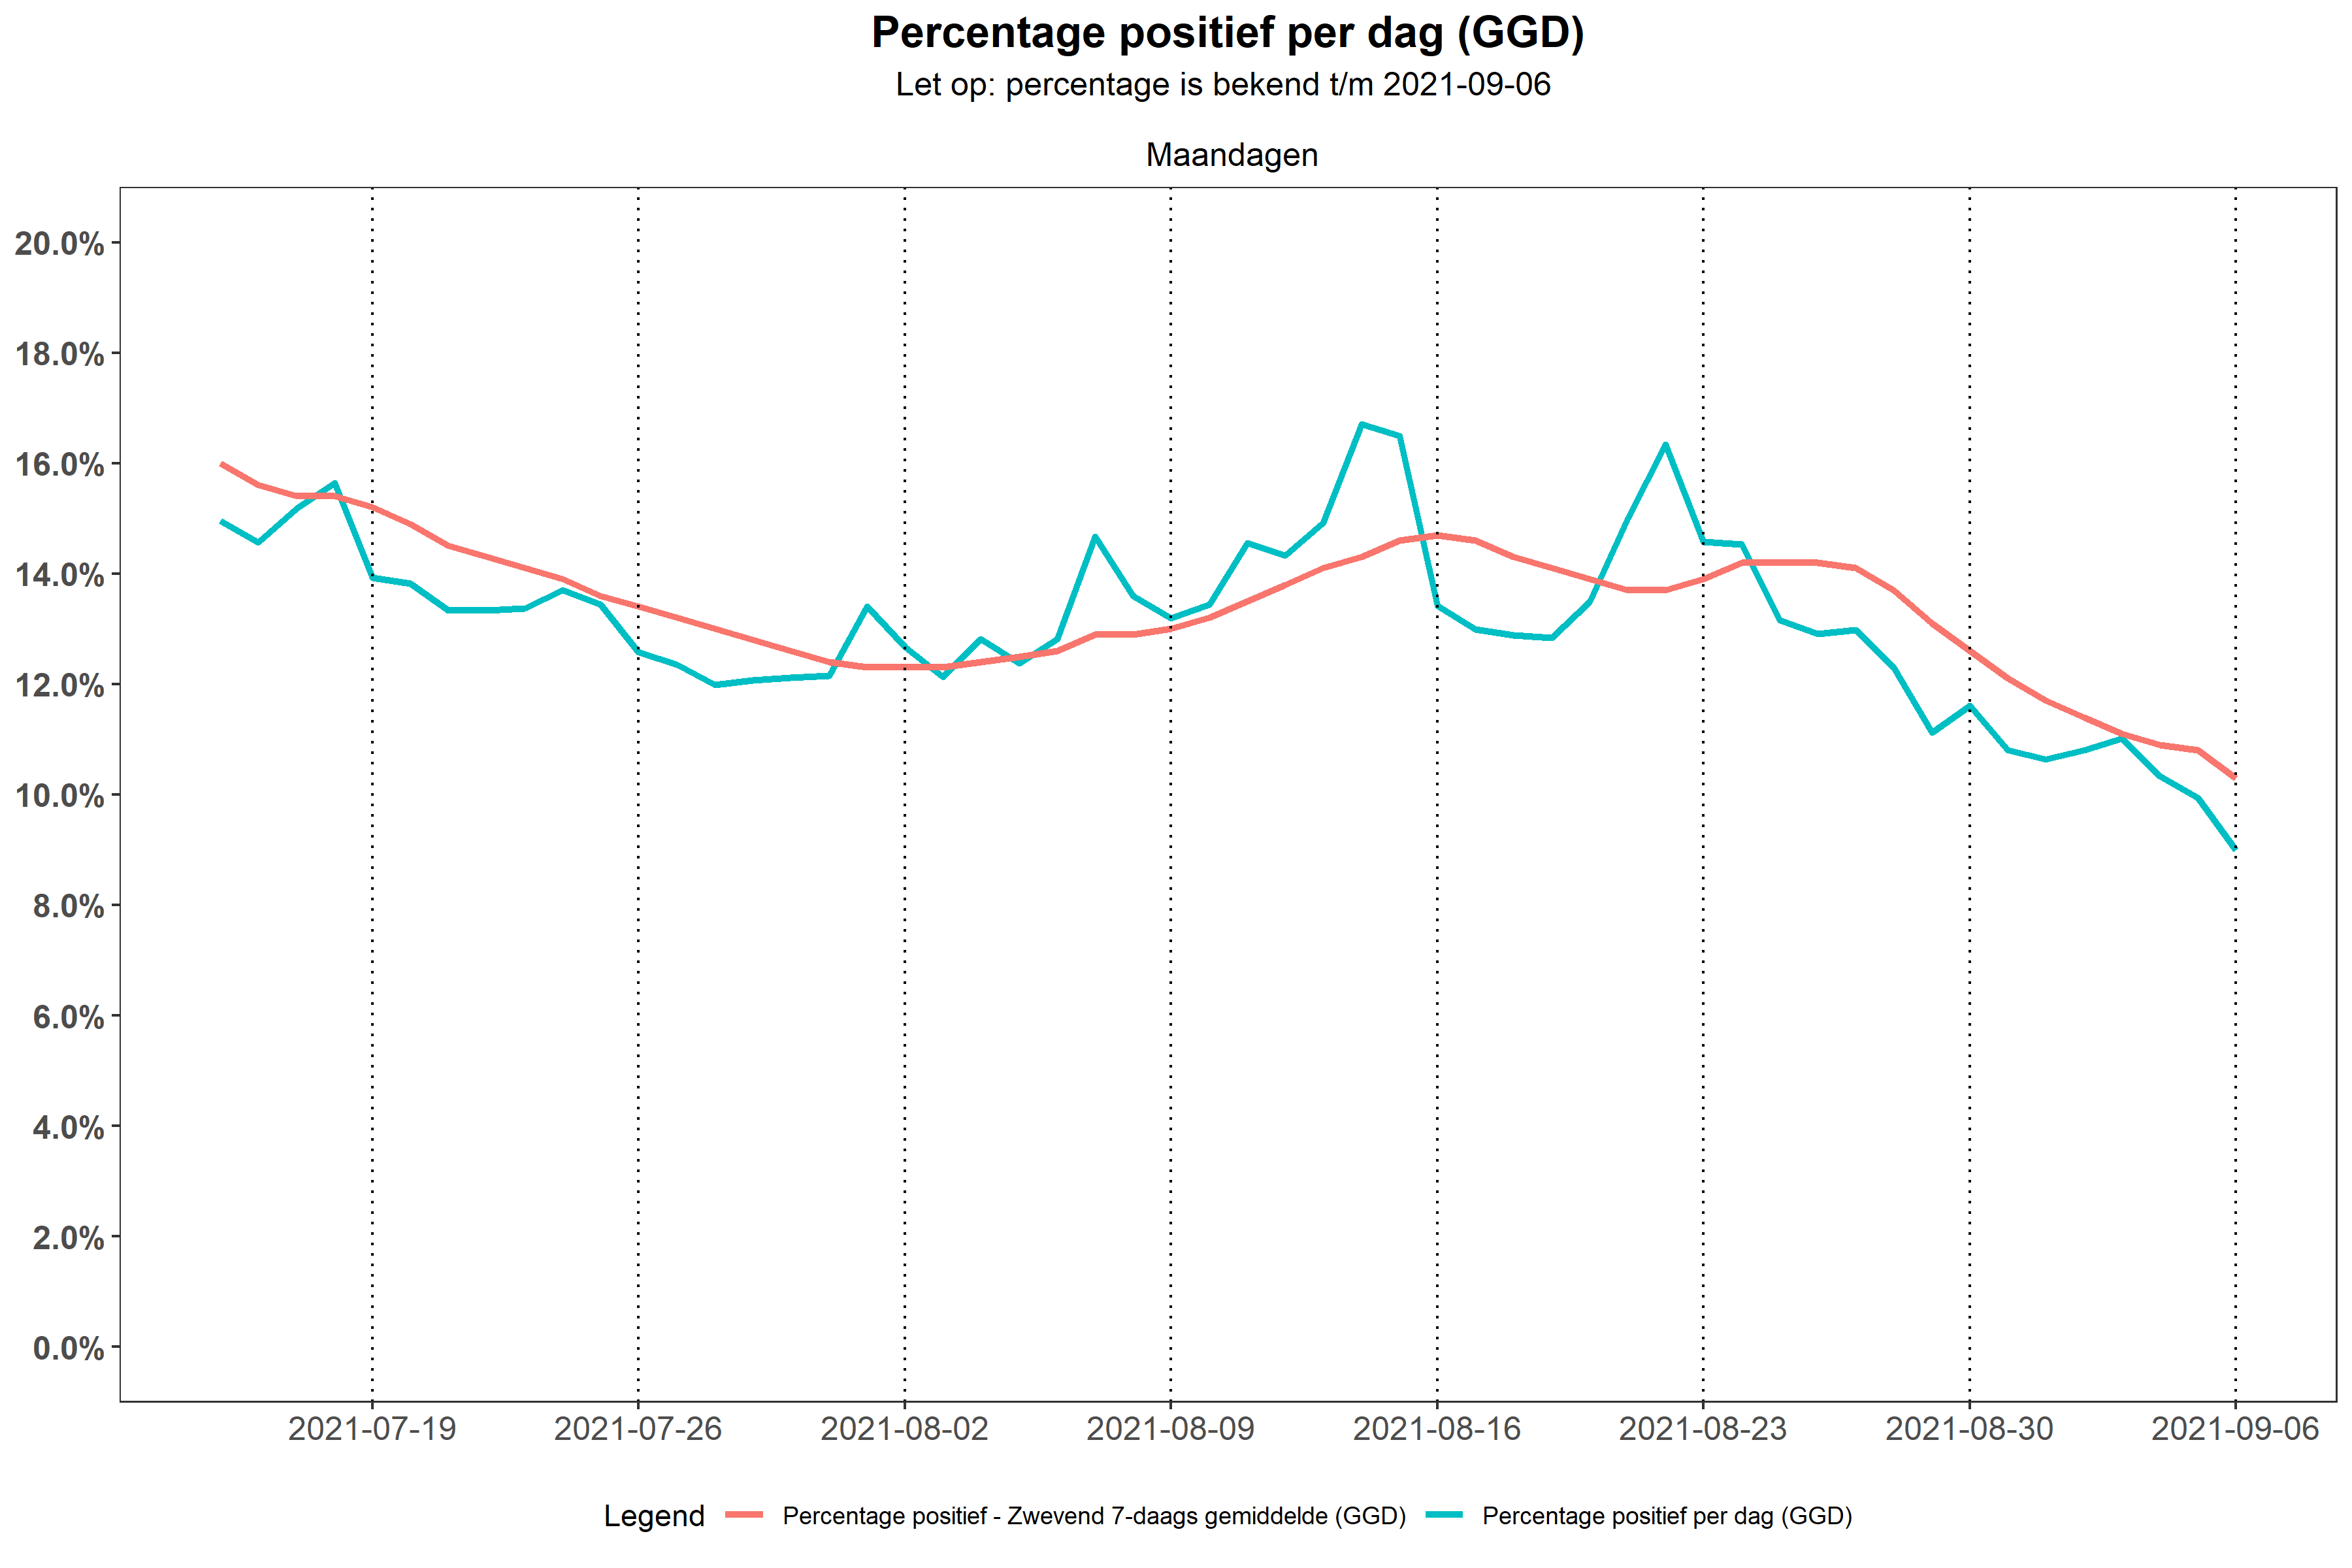 Percentage positief per dag (GGD)
Let op: percentage is bekend t/m 2021-09-06
Maandagen
20.0%
18.0%
16.0%
14.0%
12.0%
10.0%
8.0%
6.0%
4.0%
2.0%
0.0%
2021-07-19 2021-07-26 2021-08-02 2021-08-09 2021-08-16 2021-08-23 2021-08-30 2021-09-06
Legend Percentage positief - Zwevend 7-daags gemiddelde (GGD) Percentage positief per dag (GGD)